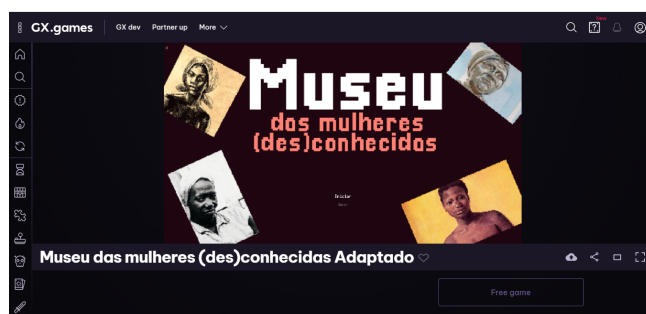 GX.games
GX dev
Partner up
More
New
Museu
das mulheres
(des)conhecidas
Iniciar
Museu das mulheres (des)conhecidas Adaptado
Free game